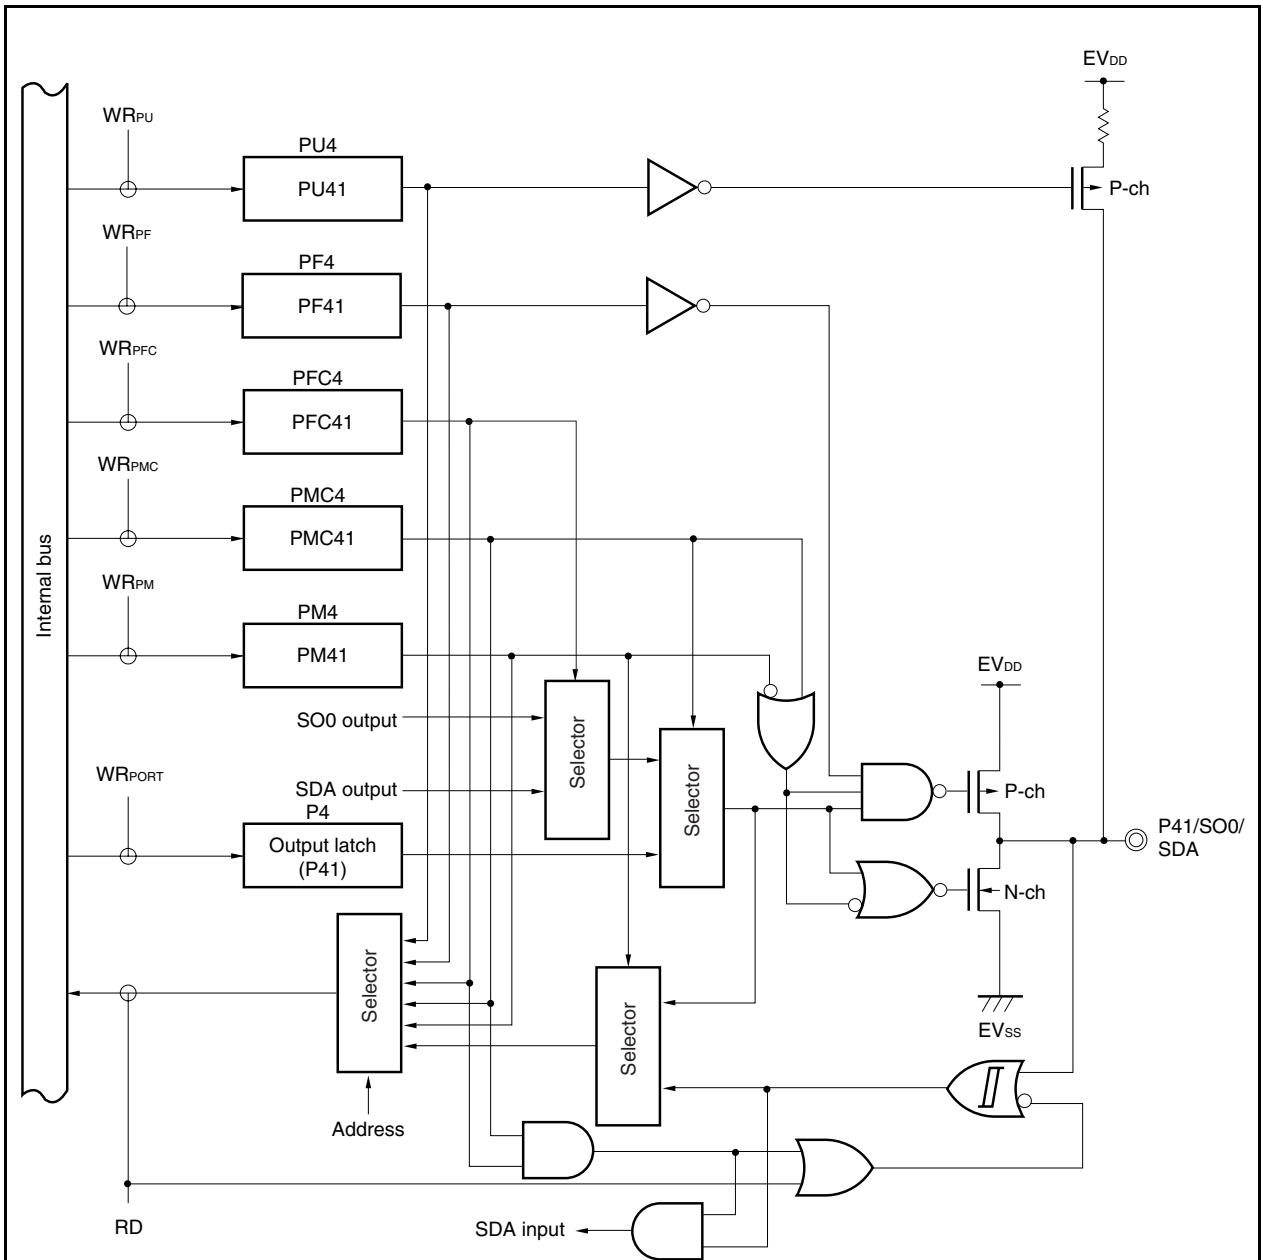 EVDD
WRPU
PU4
PU41
P-ch
WRPF
PF4
PF41
WRPFC
PFC4
PFC41
WRPMC
PMC4
PMC41
Internal bus
WRPM
PM4
PM41
EVDD
SO0 output
Selector
Selector
WRPORT
SDA output
P4
Output latch
(P41)
P-ch
P41/SO0/
SDA
N-ch
Selector
Selector
EVSS
Address
RD
SDA input